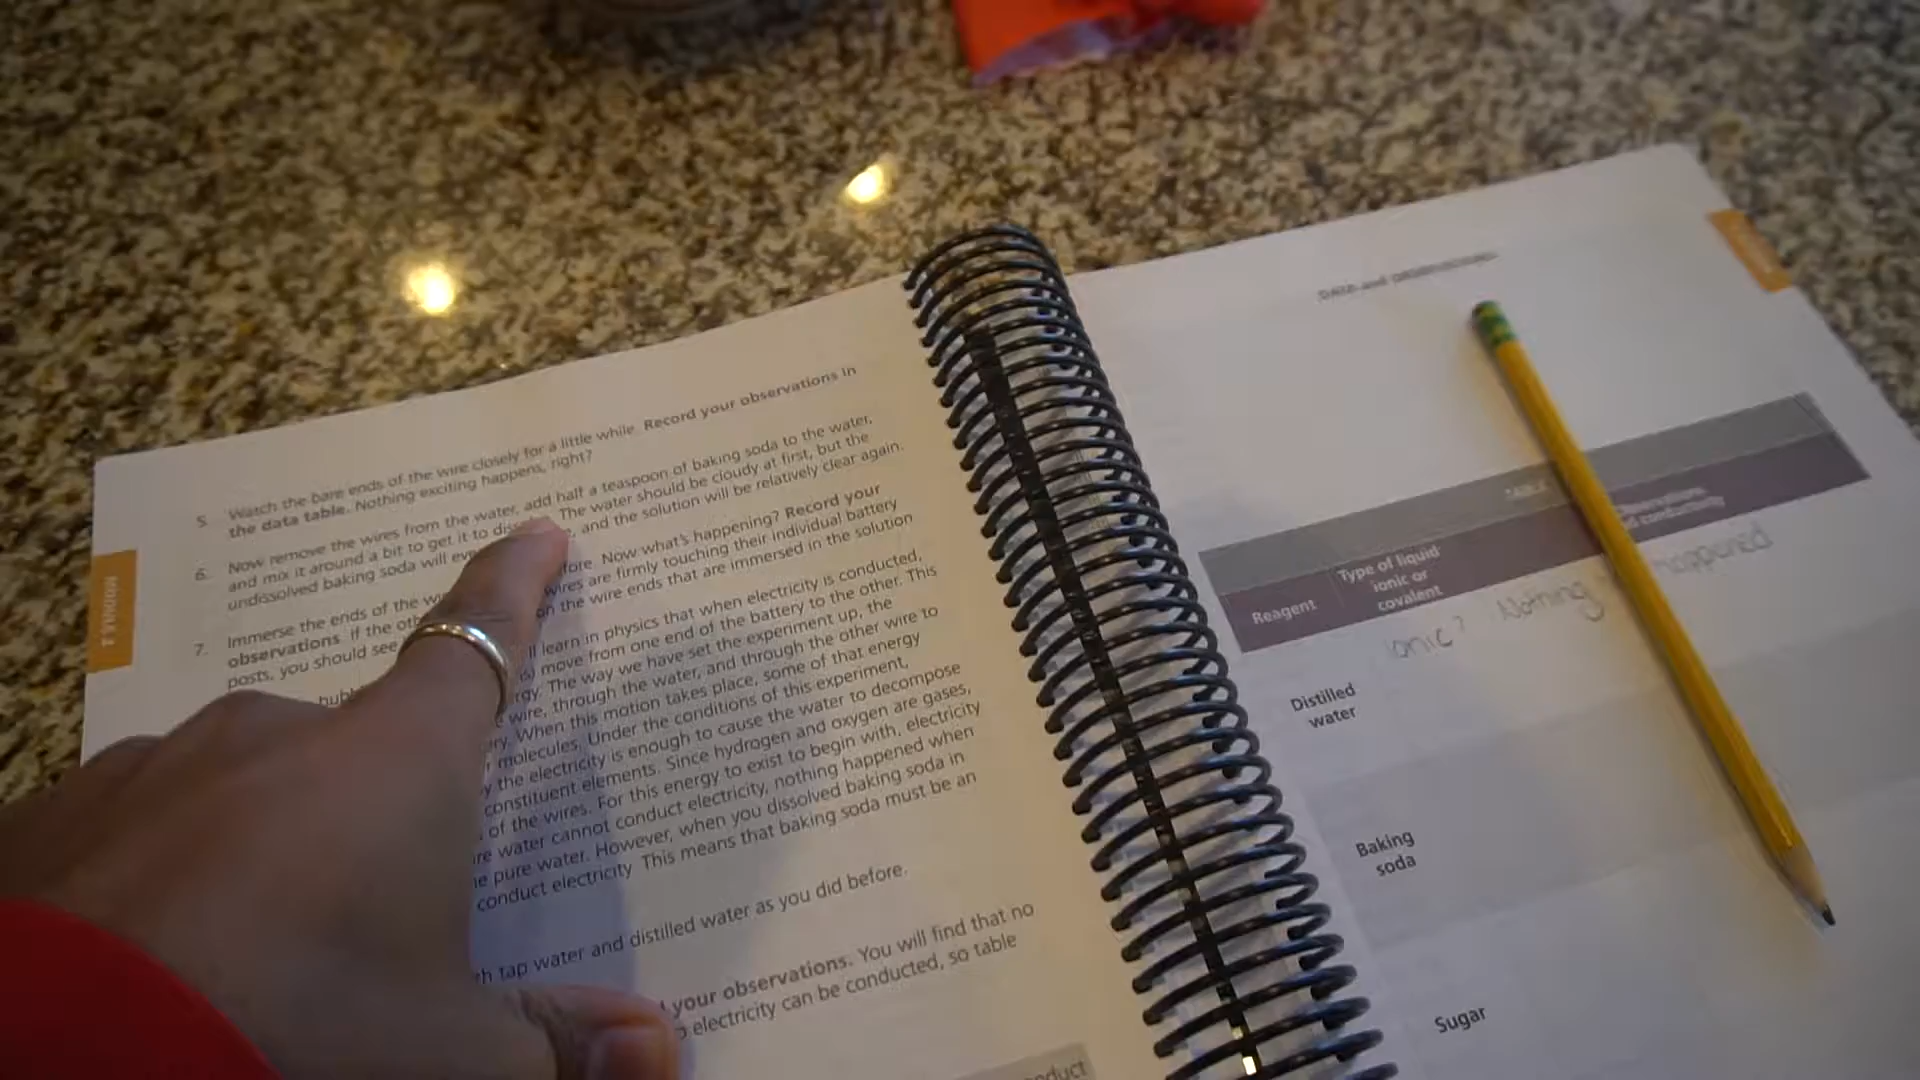 5. Watch the bare ends of the wire closely for a little while. Record your observations in
the data table. Nothing exciting happens, right?
6. Now remove the wires from the water, add half a teaspoon of baking soda to the water,
and mix it around a bit to get it to The water should be cloudy at first, but the
undissolved baking soda will and the solution will be relatively clear again.
7. Immerse the ends of the Now what's happening? Record your
observations. If the wires are firmly touching their individual battery
posts, you should see on the wire ends that are immersed in the solution
learn in physics that when electricity is conducted,
move from one end of the battery to the other. This
The way we have set the experiment up, the
wire, through the water, and through the other wire to
When this motion takes place, some of that energy
molecules. Under the conditions of this experiment,
the electricity is enough to cause the water to decompose
constituent elements. Since hydrogen and oxygen are gases,
of the wires. For this energy to exist to begin with, electricity
water cannot conduct electricity, nothing happened when
pure water. However, when you dissolved baking soda in
conduct electricity This means that baking soda must be an
tap water and distilled water as you did before.
your observations. You will find that no
electricity can be conducted, so table
MODULE
Data and Observations
TABLE
Reagent
Type of liquid
ionic or
covalent
Observations
conductivity
Distilled
water
ionic? Nothing happened
Baking
soda
Sugar